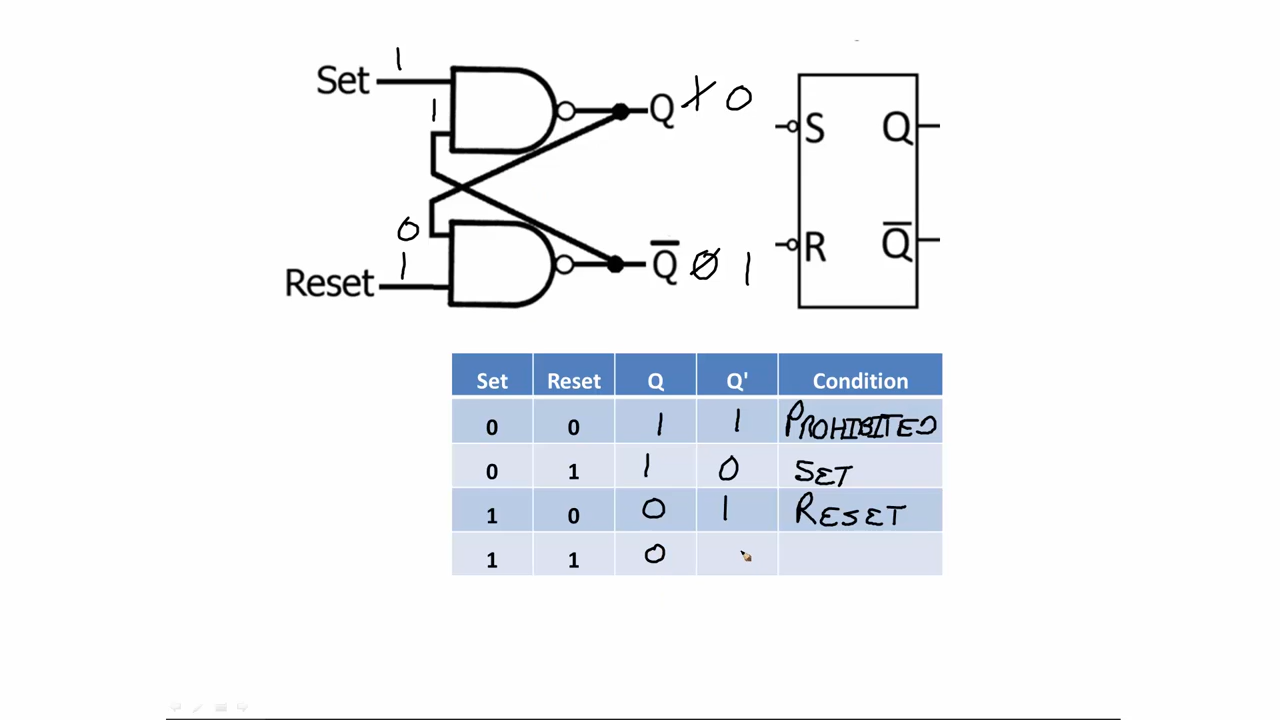 1
Set
1
Q X 0
S Q
0
1
Reset
Q̅ 0 1
R Q̅
Set Reset Q Q' Condition
0 0 1 1 PROHIBITED
0 1 1 0 SET
1 0 0 1 RESET
1 1 0